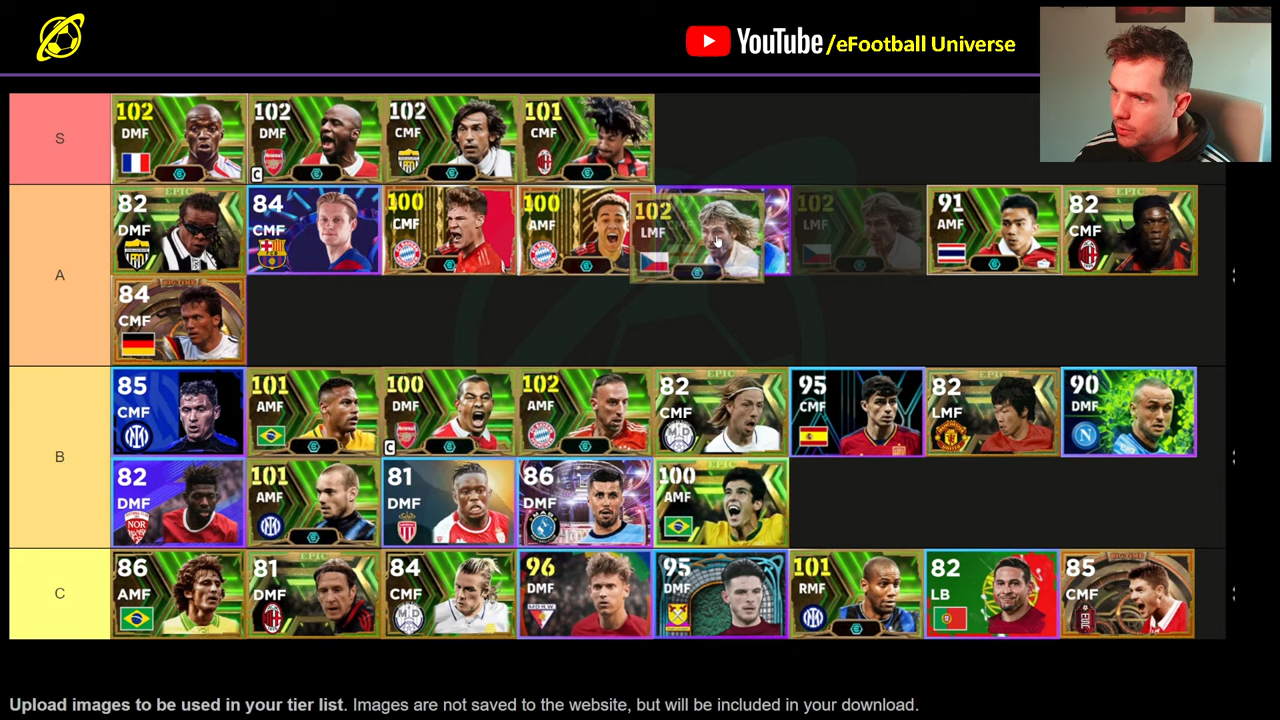 YouTube /eFootball Universe
S
102 DMF
102 DMF C
102 CMF
101 CMF
A
82 DMF
84 CMF
100 CMF
100 AMF
102 LMF
102 LMF
91 AMF
EPIC 82 CMF
84 CMF
B
85 CMF
101 AMF
100 DMF C
102 AMF
82 CMF
95 CMF
82 LMF
90 DMF
82 DMF NOR
101 AMF
81 DMF
86 DMF
EPIC 100 AMF
C
86 AMF
EPIC 81 DMF
84 CMF
96 DMF
95 DMF
101 RMF
82 LB
85 CMF
Upload images to be used in your tier list. Images are not saved to the website, but will be included in your download.